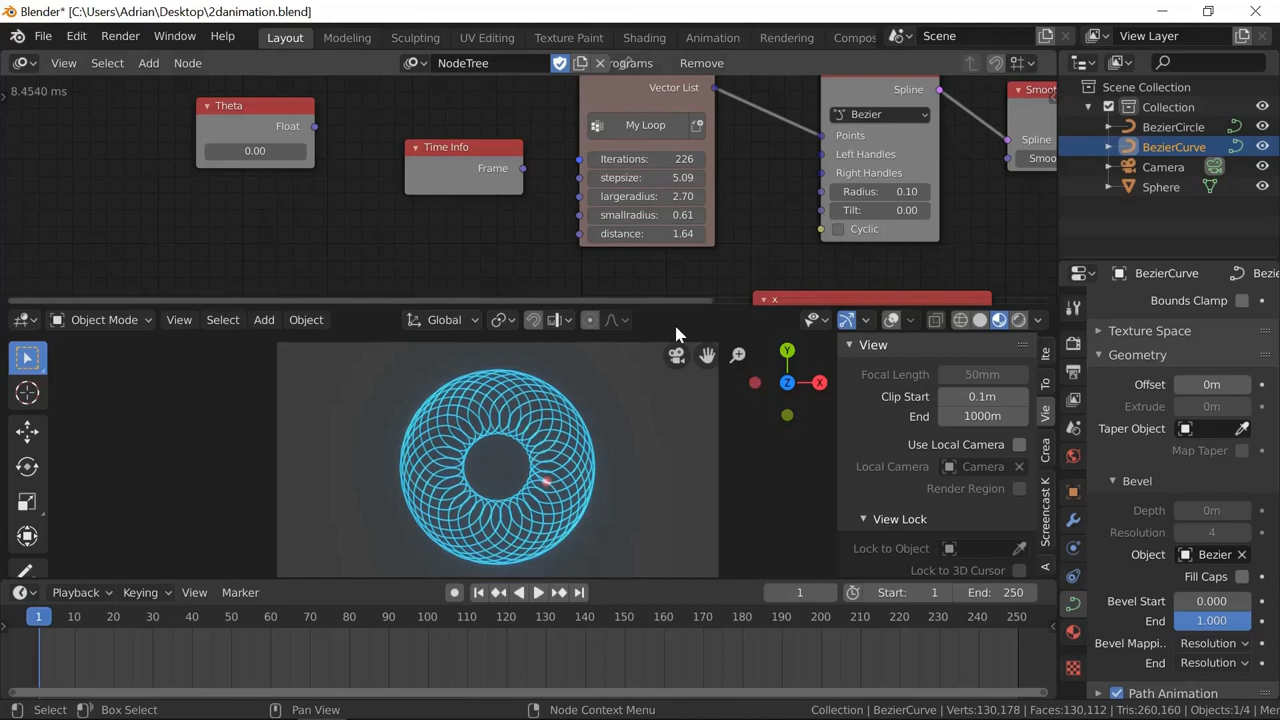 Blender* [C:\Users\Adrian\Desktop\2danimation.blend]
File Edit Render Window Help Layout Modeling Sculpting UV Editing Texture Paint Shading Animation Rendering Compos Scene View Layer
View Select Add Node NodeTree Remove
8.4540 ms
Theta
Float
0.00
Time Info
Frame
Vector List
My Loop
Iterations: 226
stepsize: 5.09
largeradius: 2.70
smallradius: 0.61
distance: 1.64
Spline
Bezier
Points
Left Handles
Right Handles
Radius: 0.10
Tilt: 0.00
Cyclic
Smoo
Spline
Smoo
x
Scene Collection
Collection
BezierCircle
BezierCurve
Camera
Sphere
BezierCurve Bezie
Bounds Clamp
Texture Space
Geometry
Offset 0m
Extrude 0m
Taper Object
Map Taper
Bevel
Depth 0m
Resolution 4
Object Bezier
Fill Caps
Bevel Start 0.000
End 1.000
Bevel Mappi.. Resolution
End Resolution
Path Animation
Object Mode View Select Add Object Global
Y
Z X
View
Focal Length 50mm
Clip Start 0.1m
End 1000m
Use Local Camera
Local Camera Camera
Render Region
View Lock
Lock to Object
Lock to 3D Cursor
Ite
To
Vie
Crea
Screencast K
A
Playback Keying View Marker 1 Start: 1 End: 250
1 10 20 30 40 50 60 70 80 90 100 110 120 130 140 150 160 170 180 190 200 210 220 230 240 250
Select Box Select Pan View Node Context Menu Collection | BezierCurve | Verts:130,178 | Faces:130,112 | Tris:260,160 | Objects:1/4 | Mer